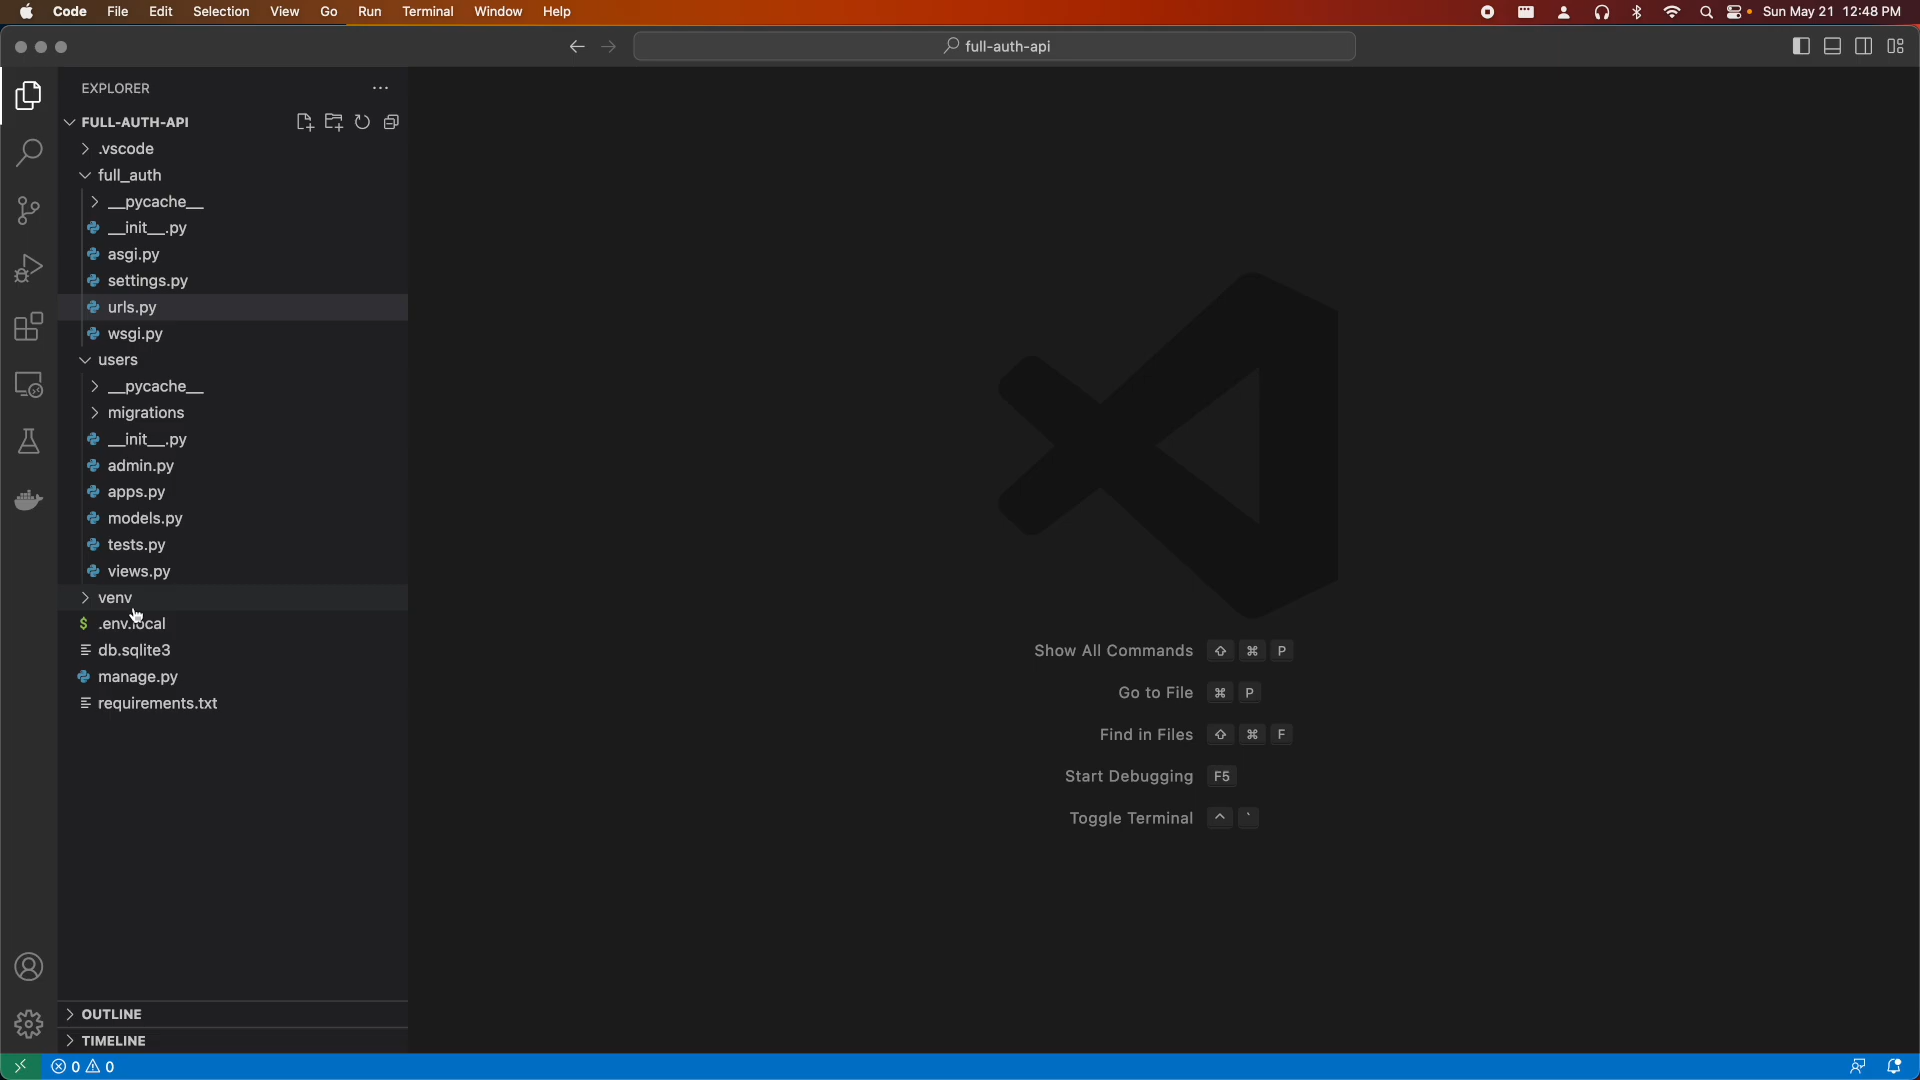 Code File Edit Selection View Go Run Terminal Window Help Sun May 21 12:48 PM
full-auth-api
EXPLORER
FULL-AUTH-API
.vscode
full_auth
__pycache__
__init__.py
asgi.py
settings.py
urls.py
wsgi.py
users
__pycache__
migrations
__init__.py
admin.py
apps.py
models.py
tests.py
views.py
venv
$ .env.local
db.sqlite3
manage.py
requirements.txt
Show All Commands ⇧ ⌘ P
Go to File ⌘ P
Find in Files ⇧ ⌘ F
Start Debugging F5
Toggle Terminal ^ `
OUTLINE
TIMELINE
0 0